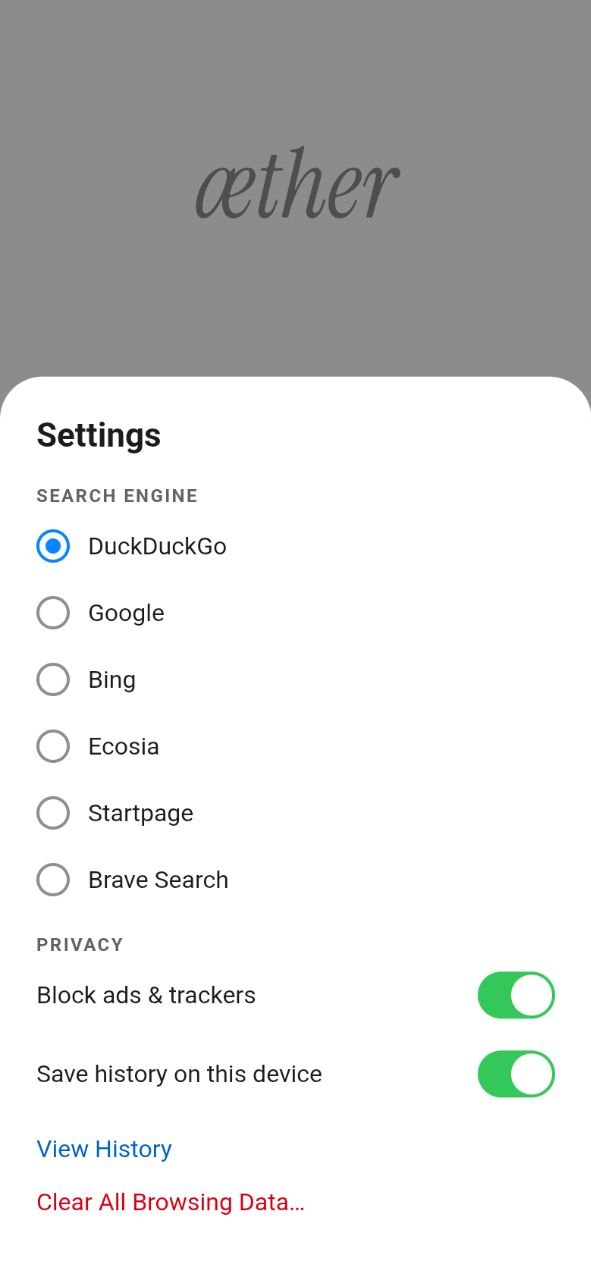 æther
Settings
SEARCH ENGINE
DuckDuckGo
Google
Bing
Ecosia
Startpage
Brave Search
PRIVACY
Block ads & trackers
Save history on this device
View History
Clear All Browsing Data…